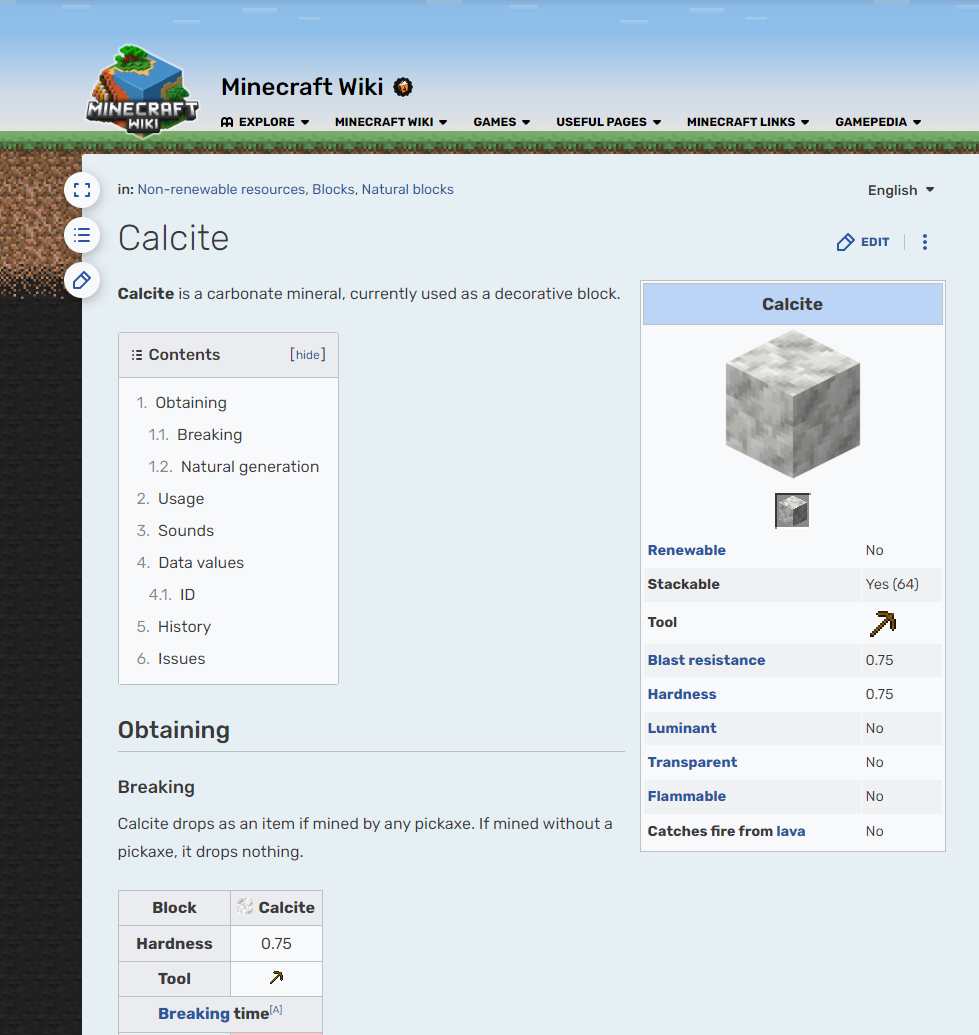 MINECRAFT
WIKI
Minecraft Wiki
EXPLORE
MINECRAFT WIKI
GAMES
USEFUL PAGES
MINECRAFT LINKS
GAMEPEDIA
in: Non-renewable resources, Blocks, Natural blocks
English
Calcite
EDIT
Calcite is a carbonate mineral, currently used as a decorative block.
Contents [hide]
1. Obtaining
1.1. Breaking
1.2. Natural generation
2. Usage
3. Sounds
4. Data values
4.1. ID
5. History
6. Issues
Calcite
Renewable No
Stackable Yes (64)
Tool
Blast resistance 0.75
Hardness 0.75
Luminant No
Transparent No
Flammable No
Catches fire from lava No
Obtaining
Breaking
Calcite drops as an item if mined by any pickaxe. If mined without a
pickaxe, it drops nothing.
Block Calcite
Hardness 0.75
Tool
Breaking time[A]